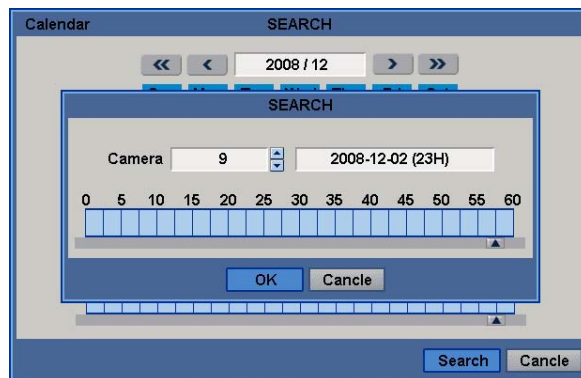 Calendar SEARCH
<< < 2008 / 12 > >>
SEARCH
Camera 9 2008-12-02 (23H)
0 5 10 15 20 25 30 35 40 45 50 55 60
OK Cancle
Search Cancle